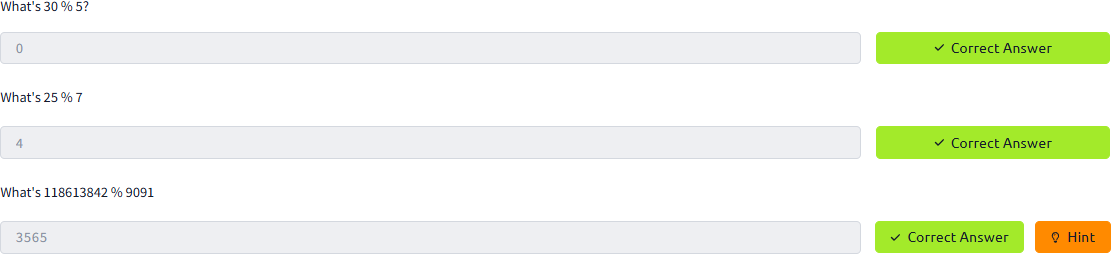 What's 30 % 5?
0
Correct Answer
What's 25 % 7
4
Correct Answer
What's 118613842 % 9091
3565
Correct Answer
Hint